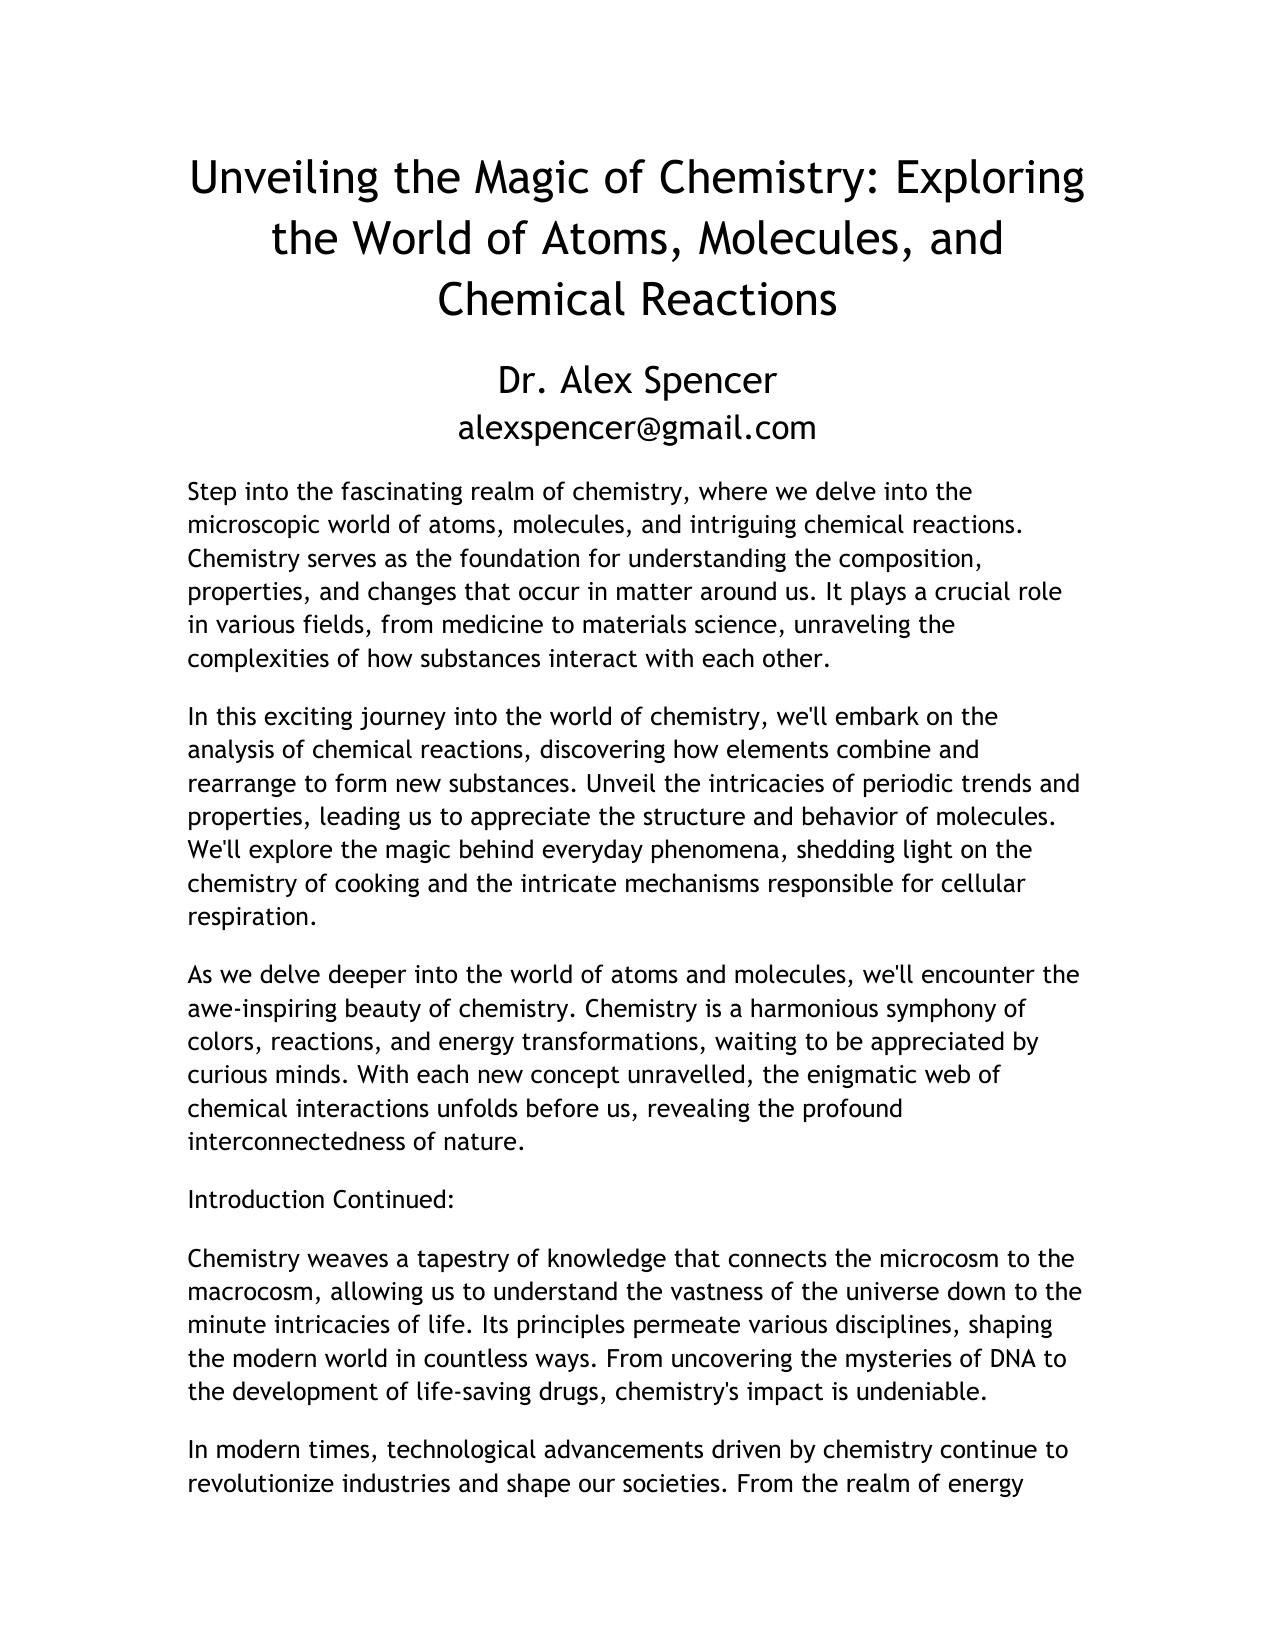 Unveiling the Magic of Chemistry: Exploring
the World of Atoms, Molecules, and
Chemical Reactions
Dr. Alex Spencer
alexspencer@gmail.com
Step into the fascinating realm of chemistry, where we delve into the
microscopic world of atoms, molecules, and intriguing chemical reactions.
Chemistry serves as the foundation for understanding the composition,
properties, and changes that occur in matter around us. It plays a crucial role
in various fields, from medicine to materials science, unraveling the
complexities of how substances interact with each other.
In this exciting journey into the world of chemistry, we'll embark on the
analysis of chemical reactions, discovering how elements combine and
rearrange to form new substances. Unveil the intricacies of periodic trends and
properties, leading us to appreciate the structure and behavior of molecules.
We'll explore the magic behind everyday phenomena, shedding light on the
chemistry of cooking and the intricate mechanisms responsible for cellular
respiration.
As we delve deeper into the world of atoms and molecules, we'll encounter the
awe-inspiring beauty of chemistry. Chemistry is a harmonious symphony of
colors, reactions, and energy transformations, waiting to be appreciated by
curious minds. With each new concept unravelled, the enigmatic web of
chemical interactions unfolds before us, revealing the profound
interconnectedness of nature.
Introduction Continued:
Chemistry weaves a tapestry of knowledge that connects the microcosm to the
macrocosm, allowing us to understand the vastness of the universe down to the
minute intricacies of life. Its principles permeate various disciplines, shaping
the modern world in countless ways. From uncovering the mysteries of DNA to
the development of life-saving drugs, chemistry's impact is undeniable.
In modern times, technological advancements driven by chemistry continue to
revolutionize industries and shape our societies. From the realm of energy